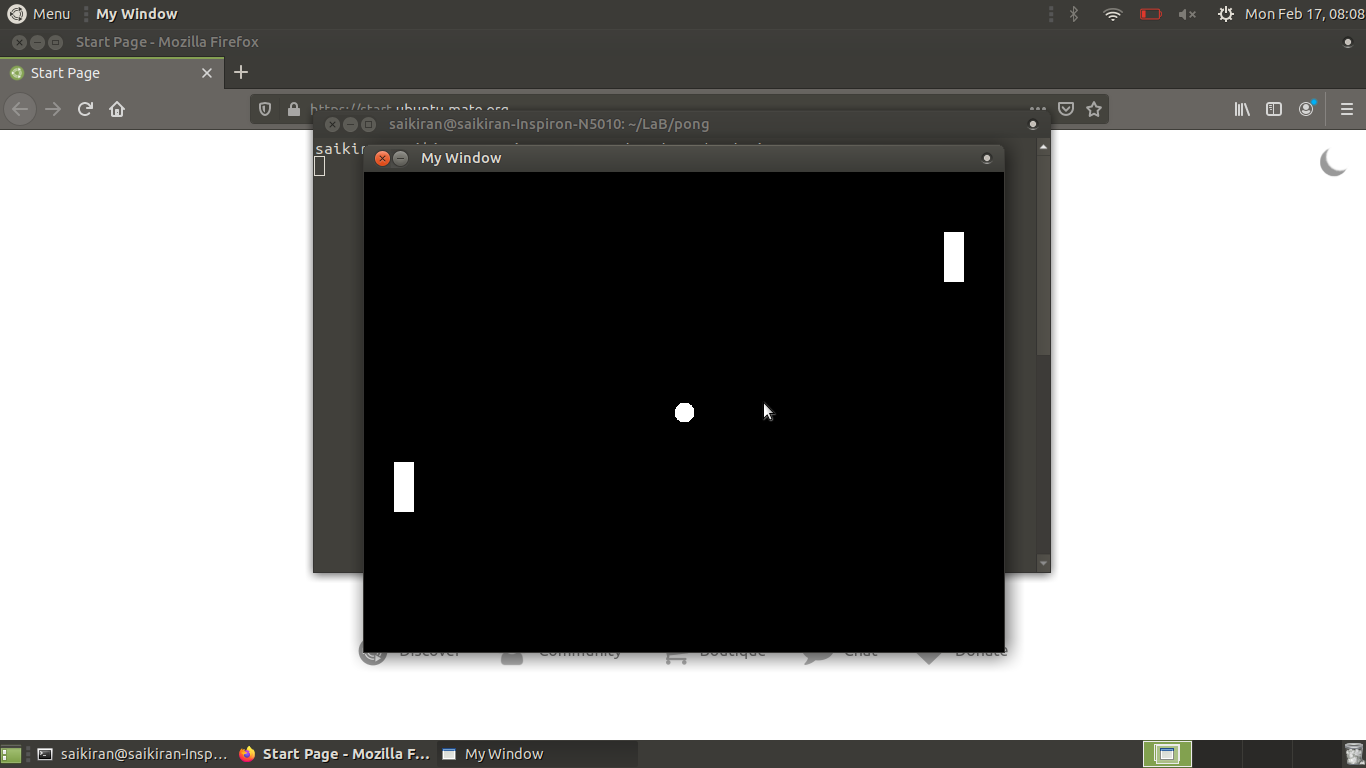 Menu My Window Mon Feb 17, 08:08
Start Page - Mozilla Firefox
Start Page
https://start.ubuntu-mate.org
saikiran@saikiran-Inspiron-N5010: ~/LaB/pong
saikir
My Window
Discover Community Boutique Chat Donate
saikiran@saikiran-Insp... Start Page - Mozilla F... My Window